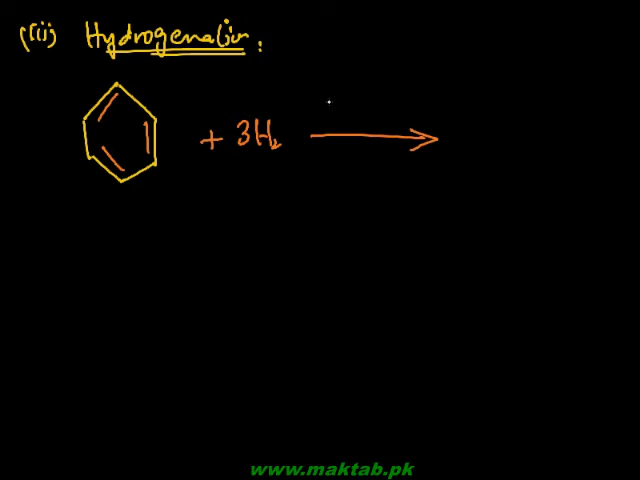 (iii) Hydrogenation :
+ 3H₂
www.maktab.pk